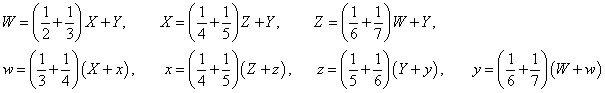 W = (1/2 + 1/3) X + Y, X = (1/4 + 1/5) Z + Y, Z = (1/6 + 1/7) W + Y,
w = (1/3 + 1/4) (X + x), x = (1/4 + 1/5) (Z + z), z = (1/5 + 1/6) (Y + y), y = (1/6 + 1/7) (W + w)